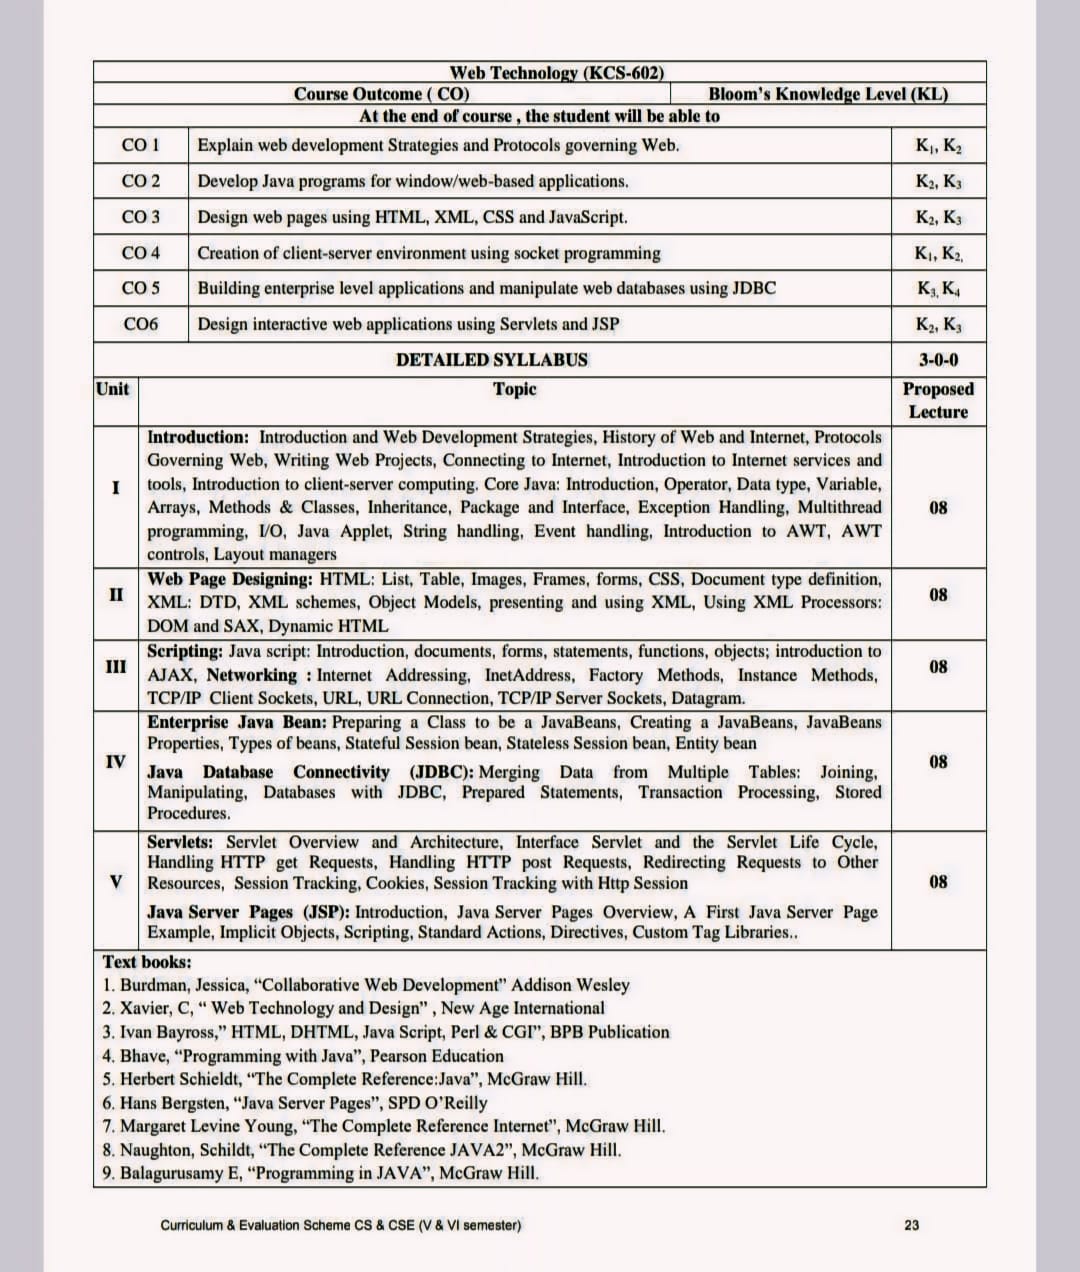 Web Technology (KCS-602)
Course Outcome ( CO) Bloom's Knowledge Level (KL)
At the end of course , the student will be able to
CO 1 Explain web development Strategies and Protocols governing Web. K1, K2
CO 2 Develop Java programs for window/web-based applications. K2, K3
CO 3 Design web pages using HTML, XML, CSS and JavaScript. K2, K3
CO 4 Creation of client-server environment using socket programming K1, K2,
CO 5 Building enterprise level applications and manipulate web databases using JDBC K3, K4
CO6 Design interactive web applications using Servlets and JSP K2, K3
DETAILED SYLLABUS 3-0-0
Unit Topic Proposed
Lecture
Introduction: Introduction and Web Development Strategies, History of Web and Internet, Protocols
Governing Web, Writing Web Projects, Connecting to Internet, Introduction to Internet services and
I tools, Introduction to client-server computing. Core Java: Introduction, Operator, Data type, Variable,
Arrays, Methods & Classes, Inheritance, Package and Interface, Exception Handling, Multithread 08
programming, I/O, Java Applet, String handling, Event handling, Introduction to AWT, AWT
controls, Layout managers
Web Page Designing: HTML: List, Table, Images, Frames, forms, CSS, Document type definition,
II XML: DTD, XML schemes, Object Models, presenting and using XML, Using XML Processors: 08
DOM and SAX, Dynamic HTML
Scripting: Java script: Introduction, documents, forms, statements, functions, objects; introduction to
III AJAX, Networking : Internet Addressing, InetAddress, Factory Methods, Instance Methods, 08
TCP/IP Client Sockets, URL, URL Connection, TCP/IP Server Sockets, Datagram.
Enterprise Java Bean: Preparing a Class to be a JavaBeans, Creating a JavaBeans, JavaBeans
Properties, Types of beans, Stateful Session bean, Stateless Session bean, Entity bean
IV Java Database Connectivity (JDBC): Merging Data from Multiple Tables: Joining, 08
Manipulating, Databases with JDBC, Prepared Statements, Transaction Processing, Stored
Procedures.
Servlets: Servlet Overview and Architecture, Interface Servlet and the Servlet Life Cycle,
Handling HTTP get Requests, Handling HTTP post Requests, Redirecting Requests to Other
V Resources, Session Tracking, Cookies, Session Tracking with Http Session 08
Java Server Pages (JSP): Introduction, Java Server Pages Overview, A First Java Server Page
Example, Implicit Objects, Scripting, Standard Actions, Directives, Custom Tag Libraries..
Text books:
1. Burdman, Jessica, “Collaborative Web Development” Addison Wesley
2. Xavier, C, “ Web Technology and Design” , New Age International
3. Ivan Bayross,” HTML, DHTML, Java Script, Perl & CGI”, BPB Publication
4. Bhave, “Programming with Java”, Pearson Education
5. Herbert Schieldt, “The Complete Reference:Java”, McGraw Hill.
6. Hans Bergsten, “Java Server Pages”, SPD O’Reilly
7. Margaret Levine Young, “The Complete Reference Internet”, McGraw Hill.
8. Naughton, Schildt, “The Complete Reference JAVA2”, McGraw Hill.
9. Balagurusamy E, “Programming in JAVA”, McGraw Hill.
Curriculum & Evaluation Scheme CS & CSE (V & VI semester) 23